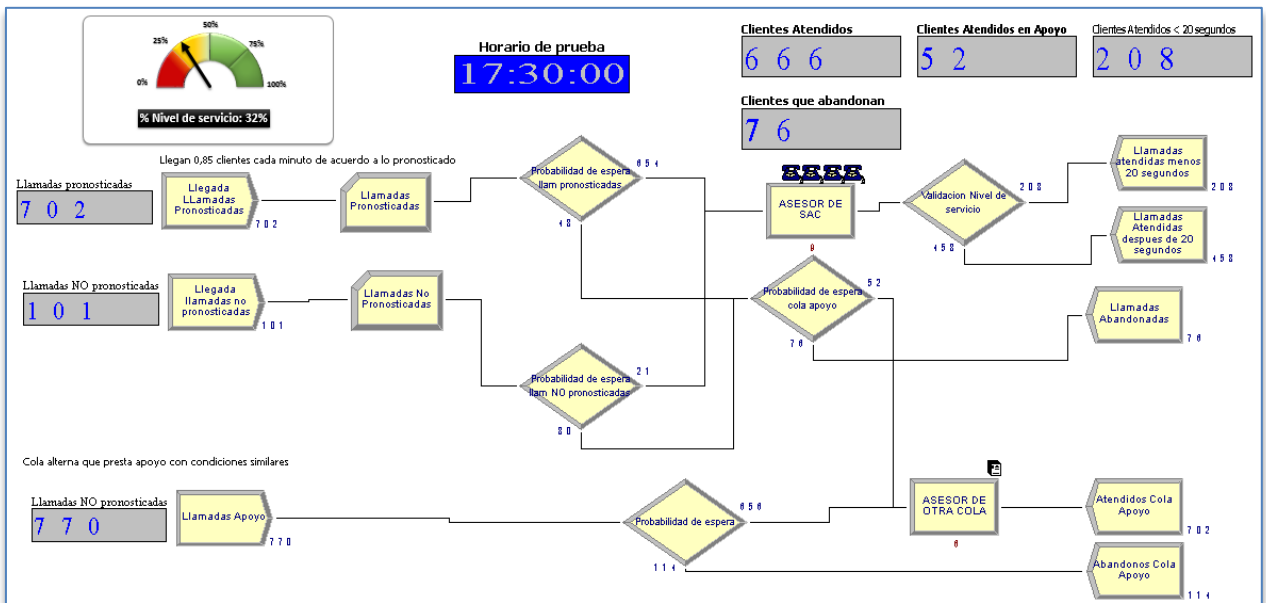 50%
25%
75%
0%
100%
% Nivel de servicio: 32%
Horario de prueba
17:30:00
Clientes Atendidos
6 6 6
Clientes Atendidos en Apoyo
5 2
Clientes Atendidos < 20 segundos
2 0 8
Clientes que abandonan
7 6
Llegan 0,85 clientes cada minuto de acuerdo a lo pronosticado
Llamadas pronosticadas
7 0 2
Llegada
LLamadas
Pronosticadas
7 0 2
Llamadas
Pronosticadas
Probabilidad de espera
llam pronosticadas
6 5 4
4 8
ASESOR DE
SAC
9
Validacion Nivel de
servicio
2 0 8
4 5 8
Llamadas
atendidas menos
20 segundos
2 0 8
Llamadas
Atendidas
despues de 20
segundos
4 5 8
Llamadas NO pronosticadas
1 0 1
Llegada
llamadas no
pronosticadas
1 0 1
Llamadas No
Pronosticadas
Probabilidad de espera
cola apoyo
5 2
7 6
Llamadas
Abandonadas
7 6
Probabilidad de espera
llam NO pronosticadas
2 1
8 0
Cola alterna que presta apoyo con condiciones similares
Llamadas NO pronosticadas
7 7 0
Llamadas Apoyo
7 7 0
Probabilidad de espera
6 5 6
1 1 4
ASESOR DE
OTRA COLA
6
Atendidos Cola
Apoyo
7 0 2
Abandonos Cola
Apoyo
1 1 4